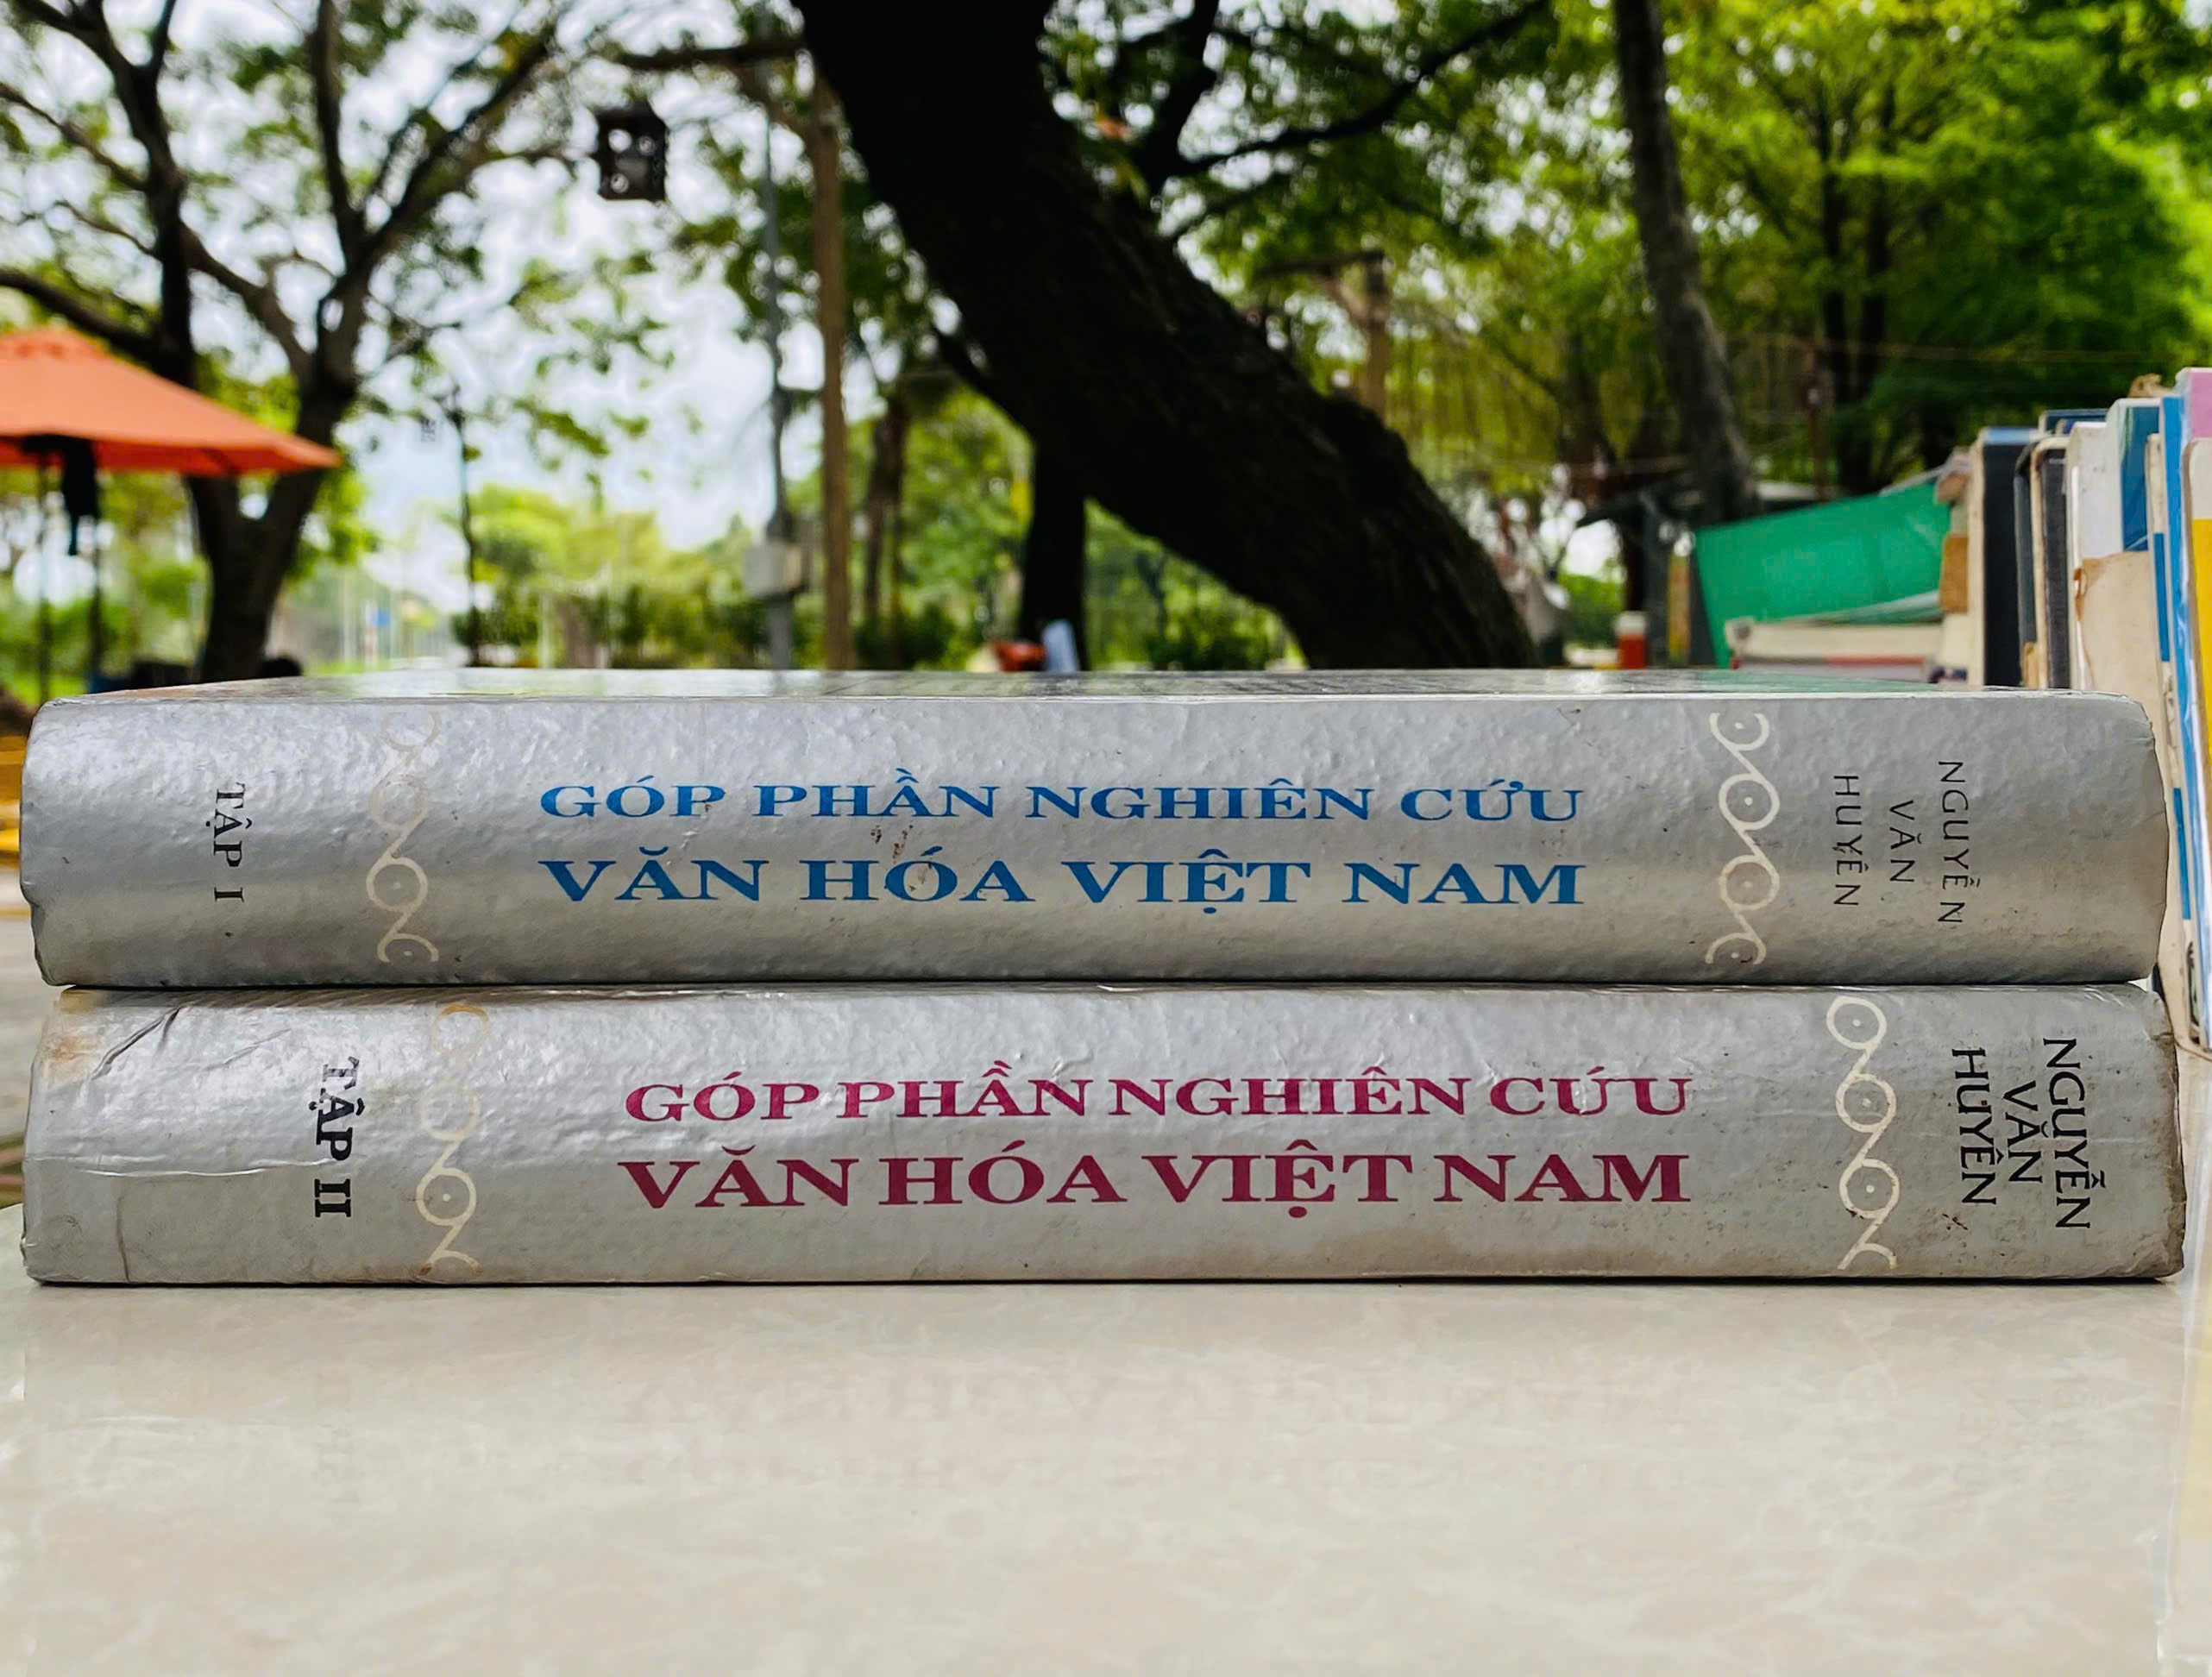 TẬP I
GÓP PHẦN NGHIÊN CỨU
VĂN HÓA VIỆT NAM
NGUYỄN
VĂN
HUYÊN
TẬP II
GÓP PHẦN NGHIÊN CỨU
VĂN HÓA VIỆT NAM
NGUYỄN
VĂN
HUYÊN